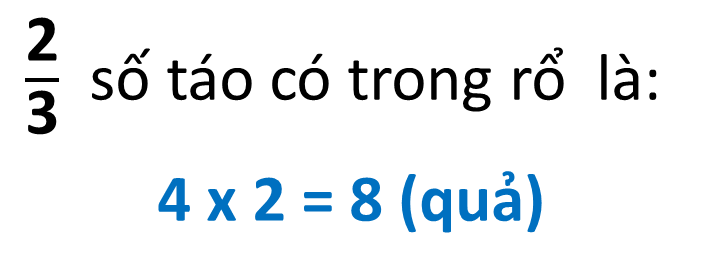 2/3 số táo có trong rổ là:
4 x 2 = 8 (quả)